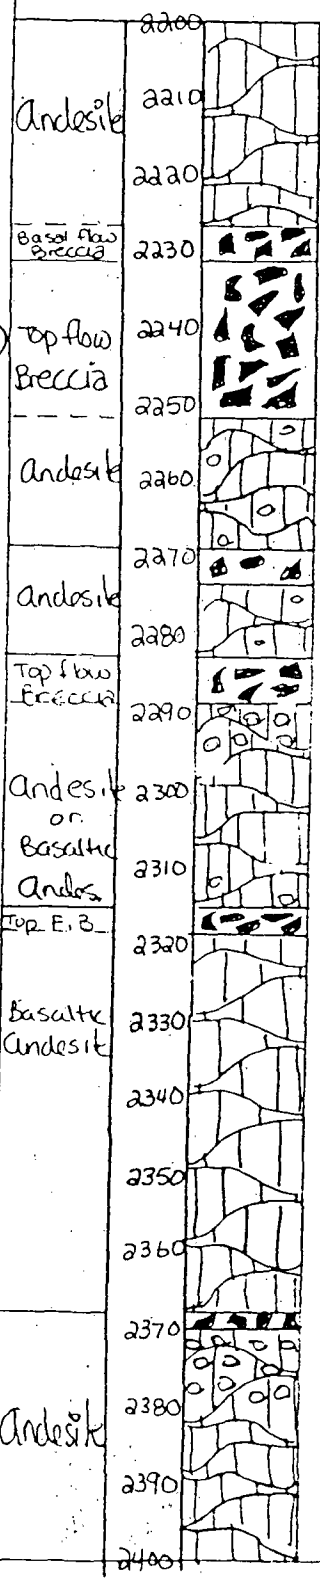 2200
Andesite
2210
2220
Basal flow
Breccia
2230
Top flow
Breccia
2240
2250
Andesite
2260
2270
Andesite
2280
Top flow
Breccia
2290
Andesite
or
Basaltic
Andes.
2300
2310
Top
2320
Basaltic
Andesit
2330
2340
2350
2360
2370
Andesit
2380
2390
2400